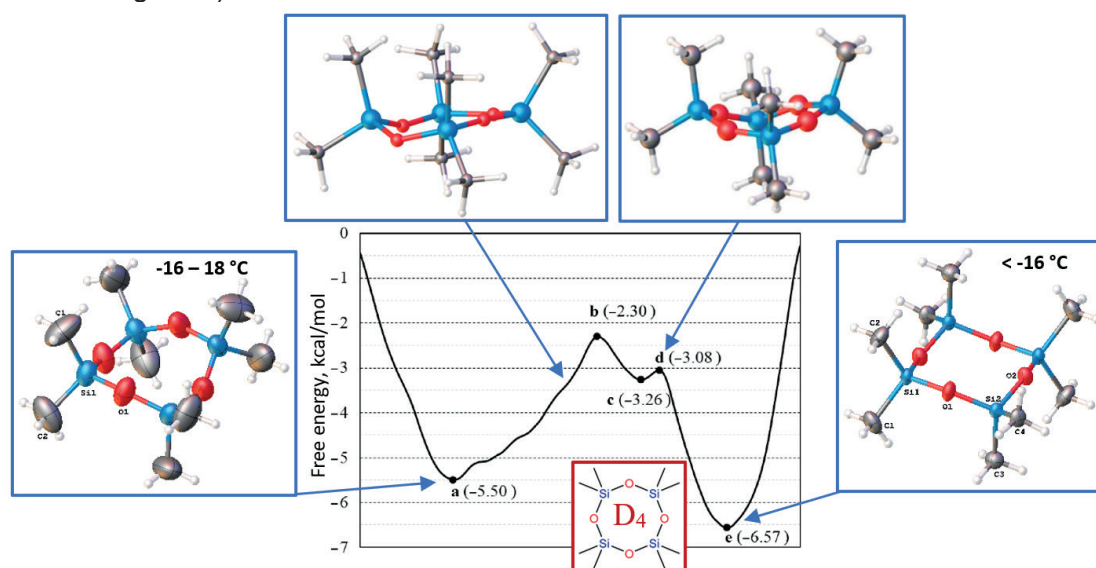 -16 – 18 °C
C1
Si1
O1
C2
Free energy, kcal/mol
0
-1
-2
-3
-4
-5
-6
-7
a (−5.50 )
b (−2.30)
c (−3.26)
d (−3.08)
e (−6.57)
Si O Si
O D4 O
Si O Si
< -16 °C
C2
Si1
O1
C1
O2
Si2
C4
C3